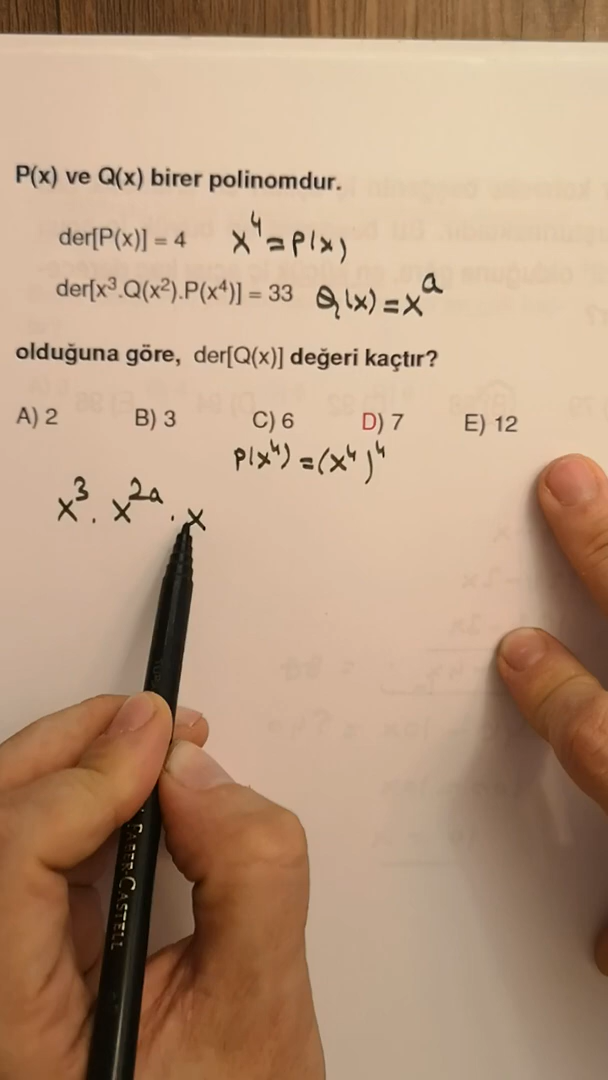 P(x) ve Q(x) birer polinomdur.
der[P(x)] = 4 x⁴ = P(x)
der[x³.Q(x²).P(x⁴)] = 33 Q(x) = xᵃ
olduğuna göre, der[Q(x)] değeri kaçtır?
A) 2 B) 3 C) 6 D) 7 E) 12
P(x⁴) = (x⁴)⁴
x³ . x²ᵃ . x
FABER-CASTELL